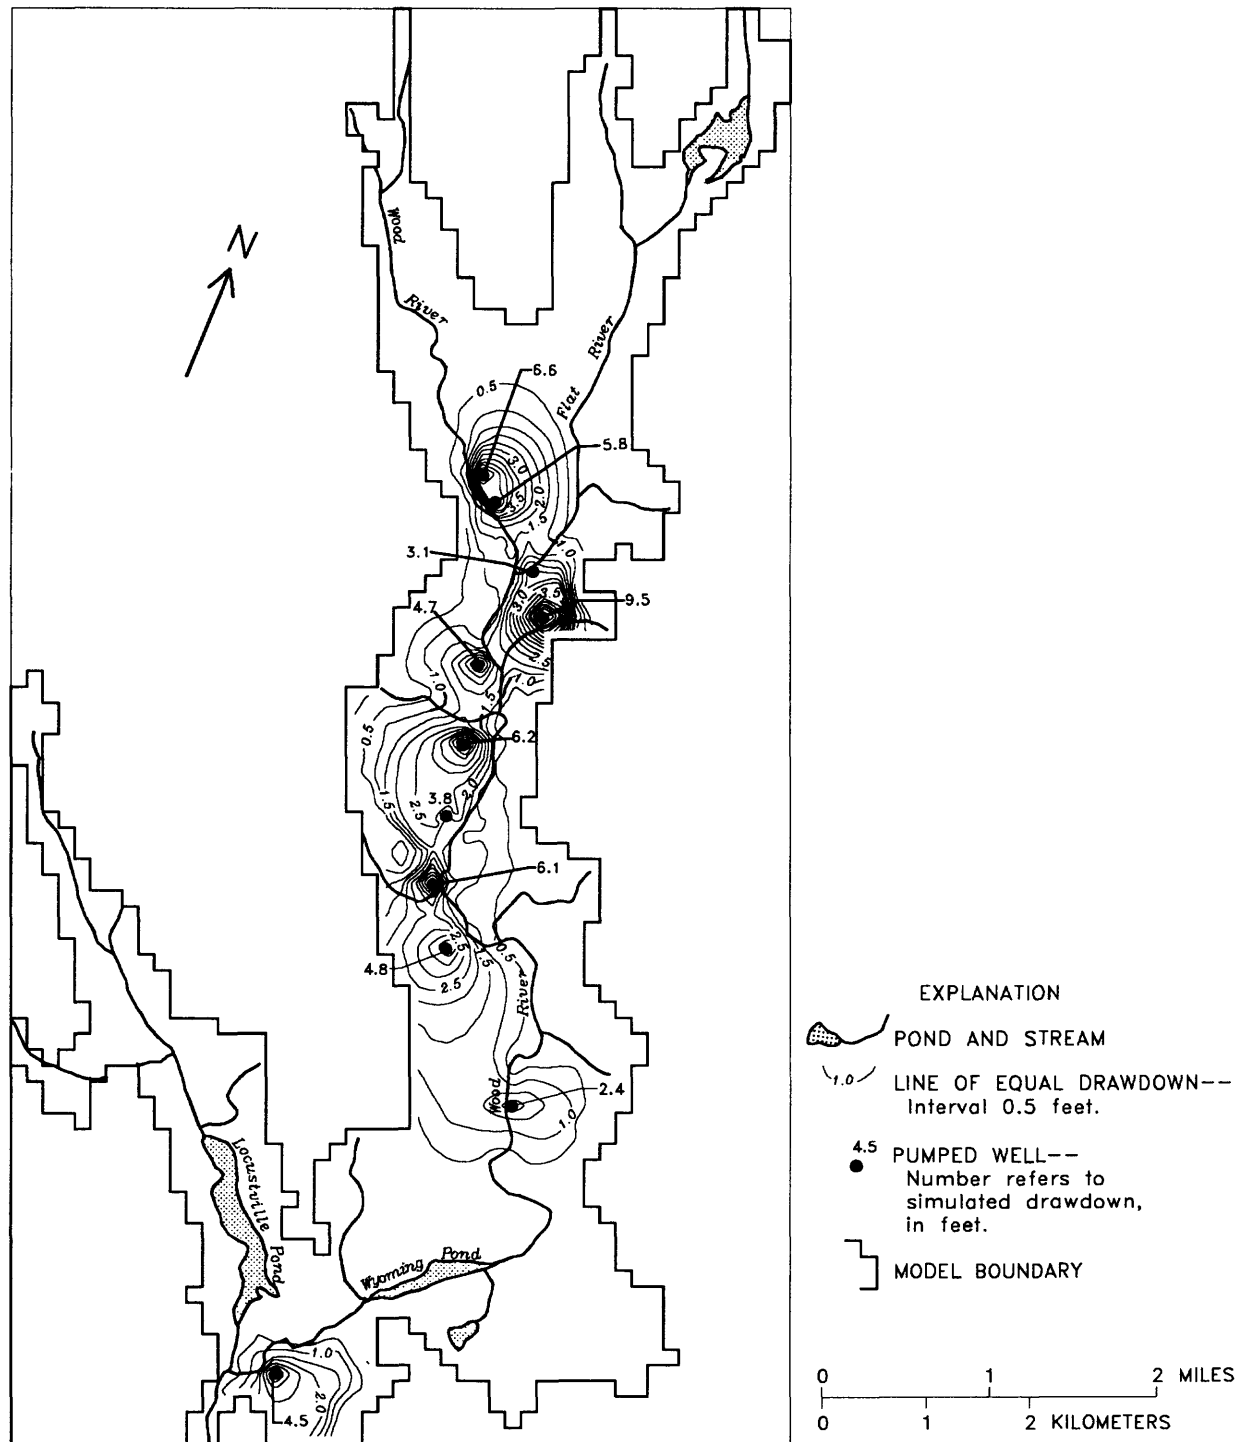 N
Wood
River
6.6
0.5
River
Flat
5.8
3.0
3.5
2.0
1.5
1.0
3.1
3.0
3.5
9.5
4.7
2.5
1.0
1.0
1.5
0.5
6.2
3.8
2.0
1.5
2.5
6.1
2.5
0.5
1.5
4.8
2.5
River
Wood
2.4
1.0
Locustville
Pond
Wyoming Pond
1.0
2.0
4.5
EXPLANATION
POND AND STREAM
1.0 LINE OF EQUAL DRAWDOWN--
Interval 0.5 feet.
4.5 PUMPED WELL--
Number refers to
simulated drawdown,
in feet.
MODEL BOUNDARY
0 1 2 MILES
0 1 2 KILOMETERS